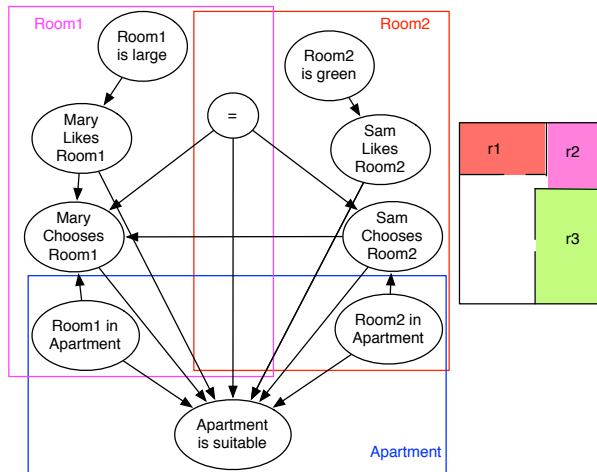 Room1
Room2
Room1
is large
Room2
is green
=
Mary
Likes
Room1
Sam
Likes
Room2
r1
r2
Mary
Chooses
Room1
Sam
Chooses
Room2
r3
Room1 in
Apartment
Room2 in
Apartment
Apartment
is suitable
Apartment